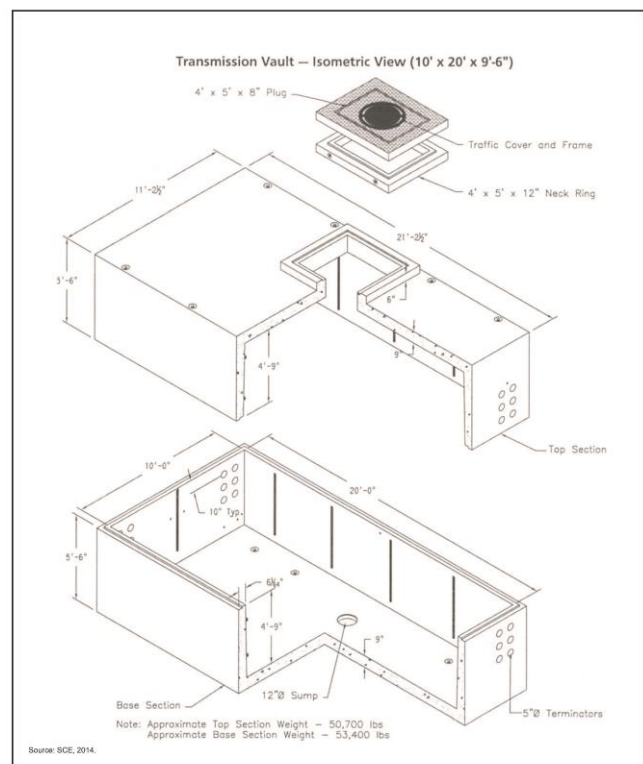 Transmission Vault — Isometric View (10' x 20' x 9'-6")
4' x 5' x 8" Plug
Traffic Cover and Frame
4' x 5' x 12" Neck Ring
11'-2½"
21'-2½"
5'-6"
6"
4'-9"
9"
Top Section
10'-0"
20'-0"
10" Typ.
5'-6"
4'-9"
9"
12"Ø Sump
Base Section
5"Ø Terminators
Note: Approximate Top Section Weight – 50,700 lbs
Approximate Base Section Weight – 53,400 lbs
Source: SCE, 2014.